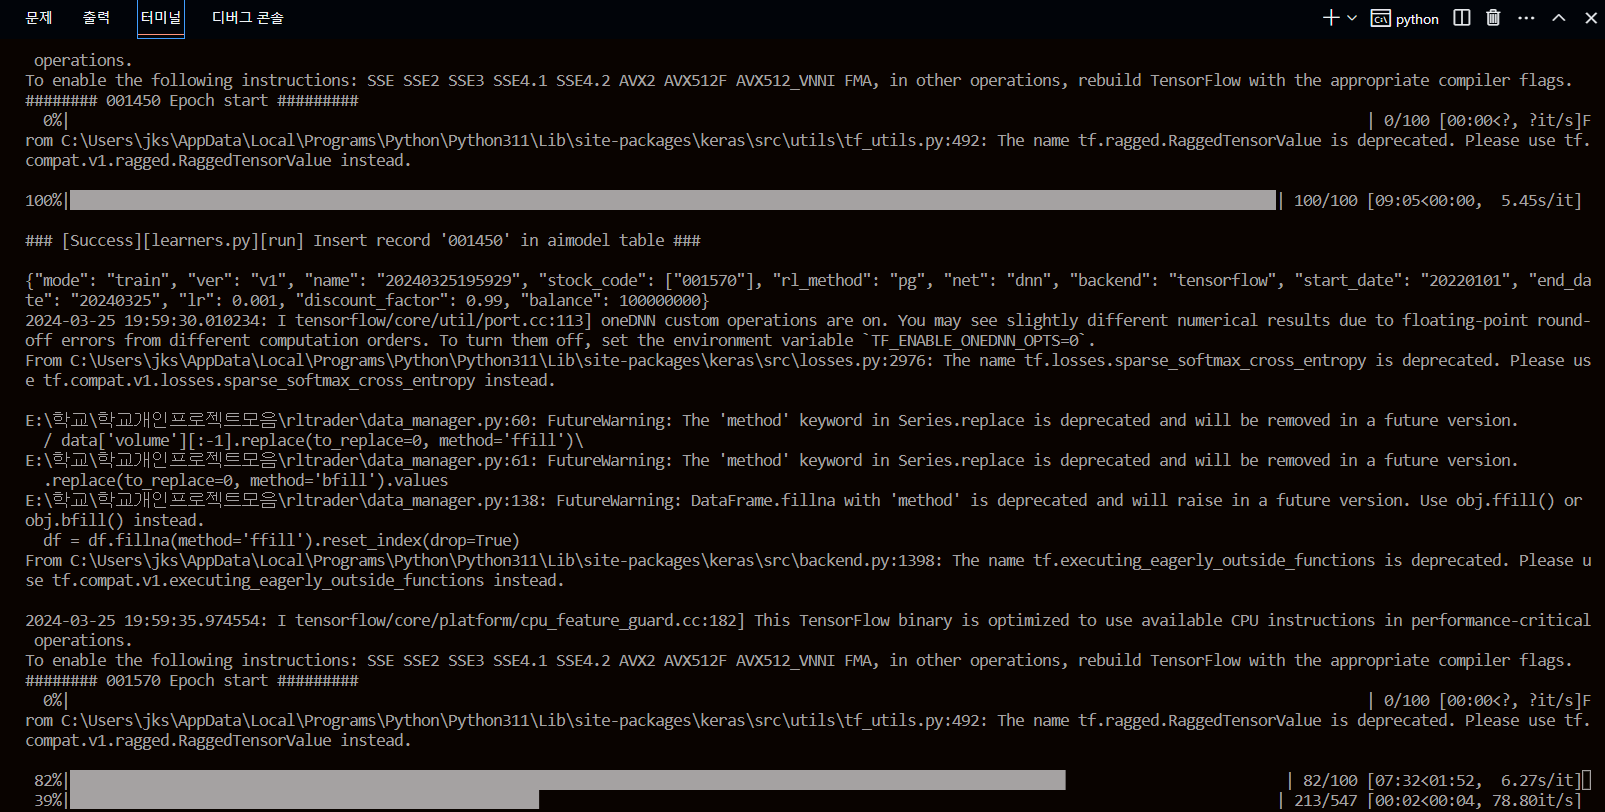 문제 출력 터미널 디버그 콘솔 python
operations.
To enable the following instructions: SSE SSE2 SSE3 SSE4.1 SSE4.2 AVX2 AVX512F AVX512_VNNI FMA, in other operations, rebuild TensorFlow with the appropriate compiler flags.
######## 001450 Epoch start #########
0%| | 0/100 [00:00<?, ?it/s]F
rom C:\Users\jks\AppData\Local\Programs\Python\Python311\Lib\site-packages\keras\src\utils\tf_utils.py:492: The name tf.ragged.RaggedTensorValue is deprecated. Please use tf.
compat.v1.ragged.RaggedTensorValue instead.
100%| | 100/100 [09:05<00:00, 5.45s/it]
### [Success][learners.py][run] Insert record '001450' in aimodel table ###
{"mode": "train", "ver": "v1", "name": "20240325195929", "stock_code": ["001570"], "rl_method": "pg", "net": "dnn", "backend": "tensorflow", "start_date": "20220101", "end_da
te": "20240325", "lr": 0.001, "discount_factor": 0.99, "balance": 100000000}
2024-03-25 19:59:30.010234: I tensorflow/core/util/port.cc:113] oneDNN custom operations are on. You may see slightly different numerical results due to floating-point round-
off errors from different computation orders. To turn them off, set the environment variable `TF_ENABLE_ONEDNN_OPTS=0`.
From C:\Users\jks\AppData\Local\Programs\Python\Python311\Lib\site-packages\keras\src\losses.py:2976: The name tf.losses.sparse_softmax_cross_entropy is deprecated. Please us
e tf.compat.v1.losses.sparse_softmax_cross_entropy instead.
E:\학교\학교개인프로젝트모음\rltrader\data_manager.py:60: FutureWarning: The 'method' keyword in Series.replace is deprecated and will be removed in a future version.
/ data['volume'][:-1].replace(to_replace=0, method='ffill')\
E:\학교\학교개인프로젝트모음\rltrader\data_manager.py:61: FutureWarning: The 'method' keyword in Series.replace is deprecated and will be removed in a future version.
.replace(to_replace=0, method='bfill').values
E:\학교\학교개인프로젝트모음\rltrader\data_manager.py:138: FutureWarning: DataFrame.fillna with 'method' is deprecated and will raise in a future version. Use obj.ffill() or
obj.bfill() instead.
df = df.fillna(method='ffill').reset_index(drop=True)
From C:\Users\jks\AppData\Local\Programs\Python\Python311\Lib\site-packages\keras\src\backend.py:1398: The name tf.executing_eagerly_outside_functions is deprecated. Please u
se tf.compat.v1.executing_eagerly_outside_functions instead.
2024-03-25 19:59:35.974554: I tensorflow/core/platform/cpu_feature_guard.cc:182] This TensorFlow binary is optimized to use available CPU instructions in performance-critical
operations.
To enable the following instructions: SSE SSE2 SSE3 SSE4.1 SSE4.2 AVX2 AVX512F AVX512_VNNI FMA, in other operations, rebuild TensorFlow with the appropriate compiler flags.
######## 001570 Epoch start #########
0%| | 0/100 [00:00<?, ?it/s]F
rom C:\Users\jks\AppData\Local\Programs\Python\Python311\Lib\site-packages\keras\src\utils\tf_utils.py:492: The name tf.ragged.RaggedTensorValue is deprecated. Please use tf.
compat.v1.ragged.RaggedTensorValue instead.
82%| | 82/100 [07:32<01:52, 6.27s/it]
39%| | 213/547 [00:02<00:04, 78.80it/s]